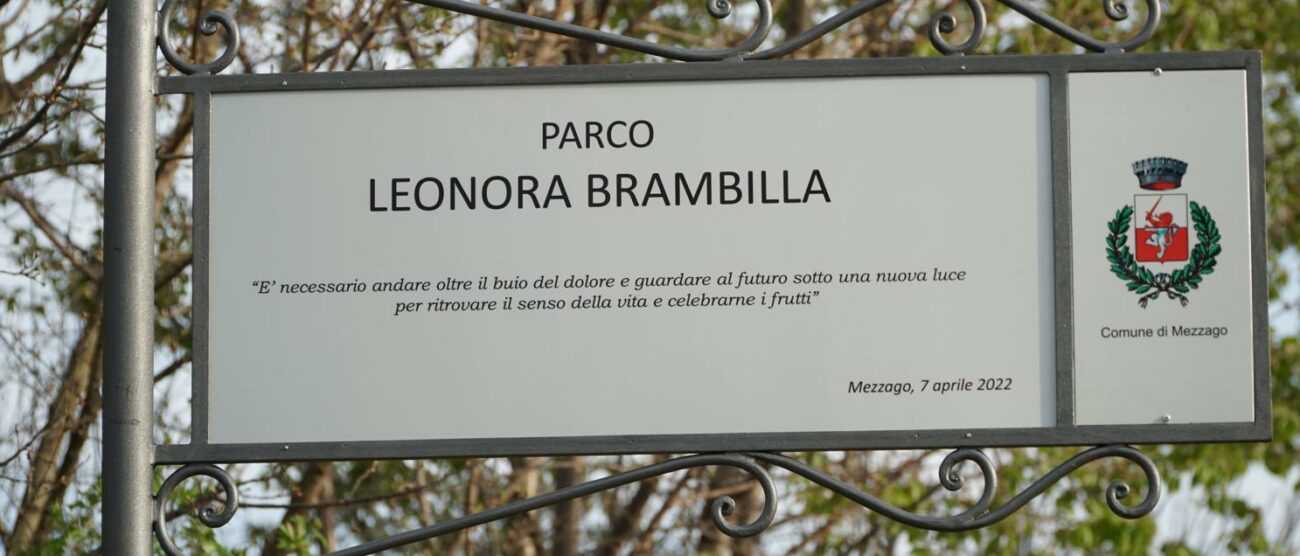 PARCO
LEONORA BRAMBILLA
“E’ necessario andare oltre il buio del dolore e guardare al futuro sotto una nuova luce
per ritrovare il senso della vita e celebrarne i frutti”
Mezzago, 7 aprile 2022
Comune di Mezzago